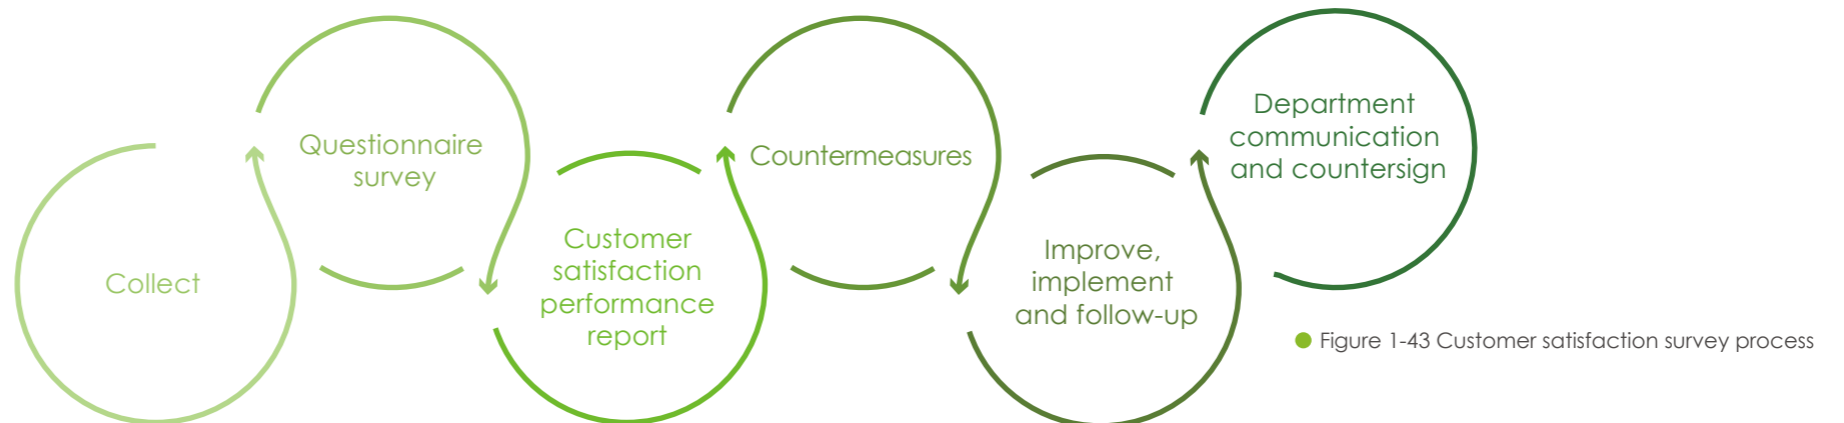 Collect
Questionnaire
survey
Customer
satisfaction
performance
report
Countermeasures
Improve,
implement
and follow-up
Department
communication
and countersign
Figure 1-43 Customer satisfaction survey process